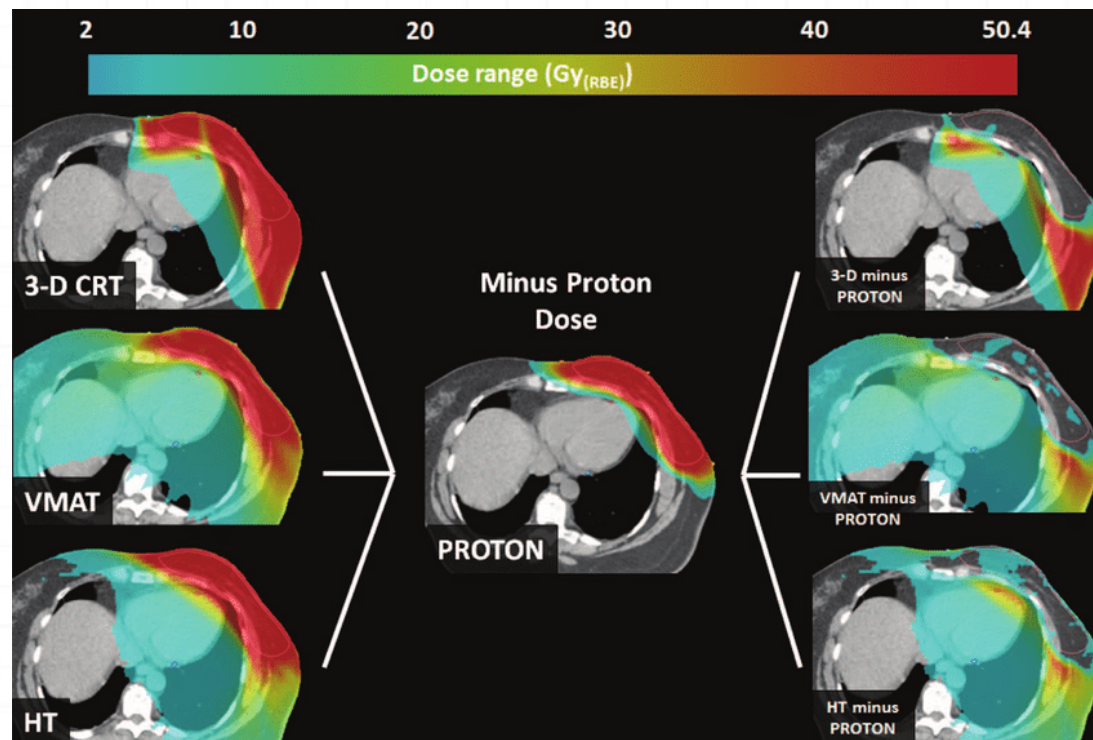 2 10 20 30 40 50.4
Dose range (Gy(RBE))
3-D CRT
VMAT
HT
Minus Proton
Dose
PROTON
3-D minus
PROTON
VMAT minus
PROTON
HT minus
PROTON